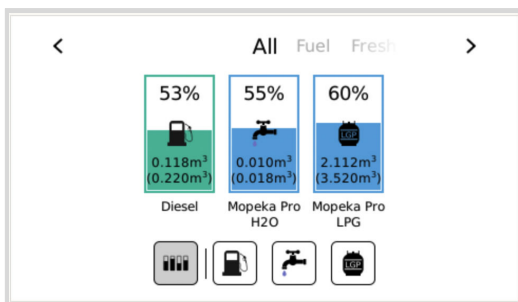 All Fuel Fresh
53% 55% 60%
LGP
0.118m³ 0.010m³ 2.112m³
(0.220m³) (0.018m³) (3.520m³)
Diesel Mopeka Pro Mopeka Pro
H2O LPG
LGP